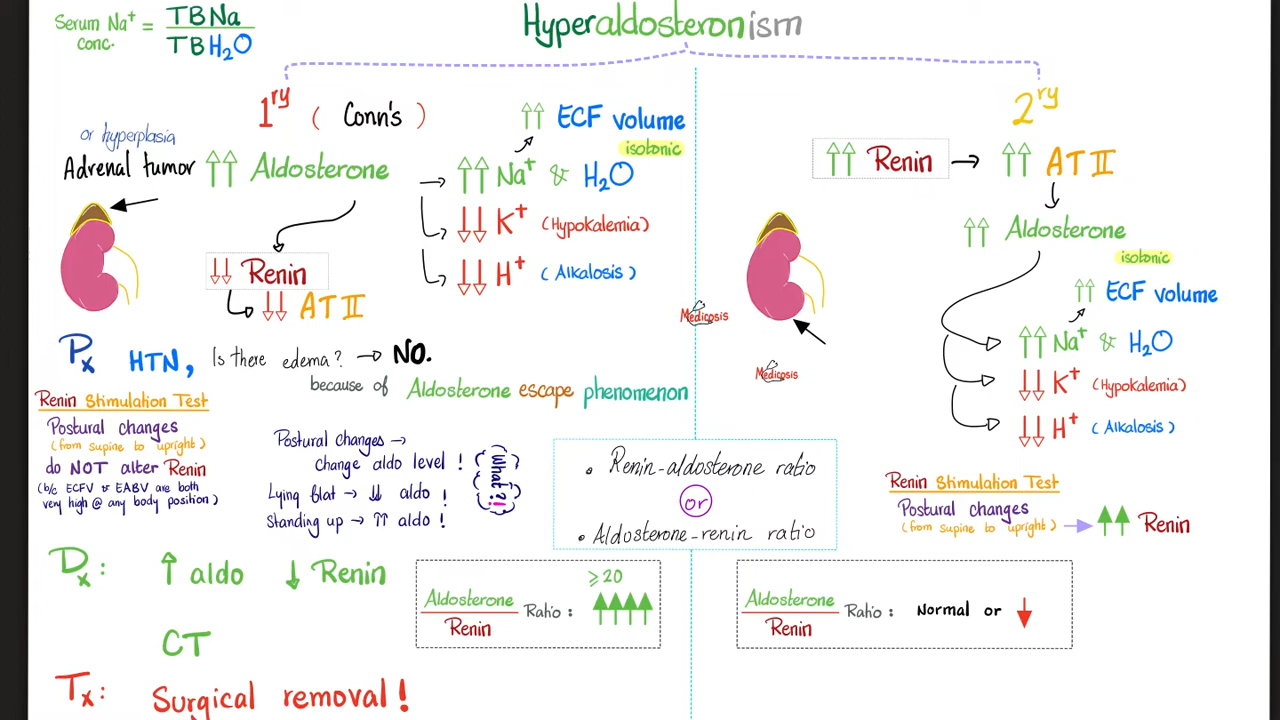 Serum Na⁺ conc. = TBNa / TBH₂O
Hyperaldosteronism
1ʳʸ ( Conn's )
or hyperplasia
Adrenal tumor ↑↑ Aldosterone
↑↑ ECF volume
isotonic
→ ↑↑ Na⁺ & H₂O
↓↓ K⁺ (Hypokalemia)
↓↓ H⁺ (Alkalosis)
↓↓ Renin
↓↓ AT II
Px HTN, Is there edema? → NO.
because of Aldosterone escape phenomenon
Renin Stimulation Test
Postural changes
(from supine to upright)
do NOT alter Renin
(b/c ECFV & EABV are both
very high @ any body position)
Postural changes →
change aldo level !
Lying flat → ↓↓ aldo !
Standing up → ↑↑ aldo !
What?!
Dx: ↑ aldo ↓ Renin
CT
Tx: Surgical removal!
Medicosis
Medicosis
• Renin-aldosterone ratio
or
• Aldosterone-renin ratio
≥20
Aldosterone / Renin Ratio: ↑↑↑↑
2ʳʸ
↑↑ Renin → ↑↑ AT II
↑↑ Aldosterone
isotonic
↑↑ ECF volume
↑↑ Na⁺ & H₂O
↓↓ K⁺ (Hypokalemia)
↓↓ H⁺ (Alkalosis)
Renin Stimulation Test
Postural changes
(from supine to upright) → ↑↑ Renin
Aldosterone / Renin Ratio: Normal or ↓